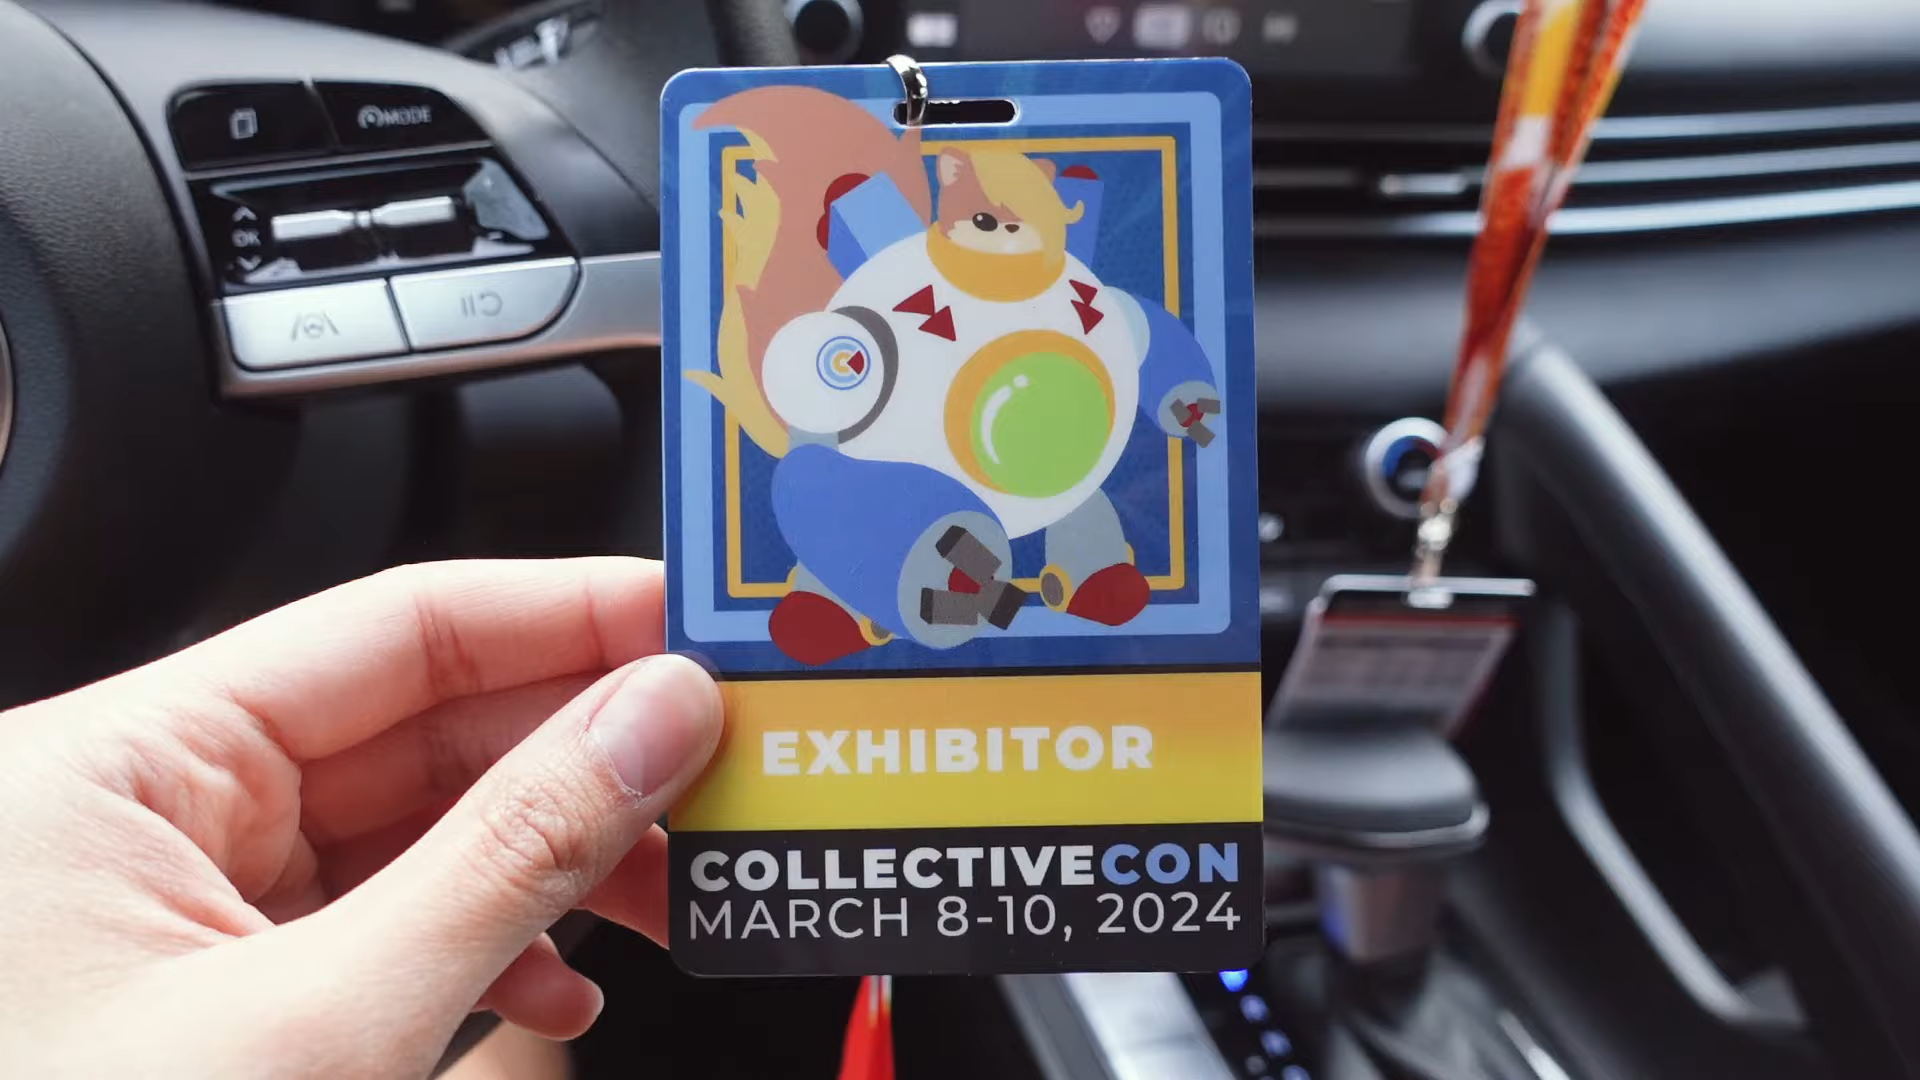 MODE
OK
EXHIBITOR
COLLECTIVECON
MARCH 8-10, 2024